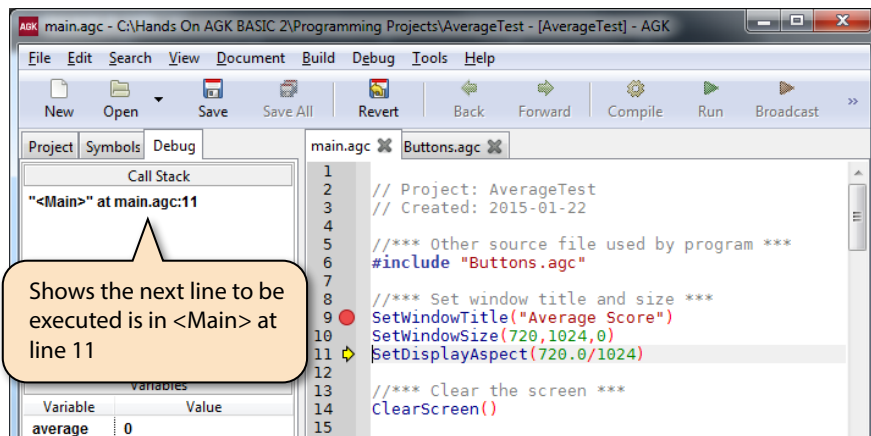 AGK main.agc - C:\Hands On AGK BASIC 2\Programming Projects\AverageTest - [AverageTest] - AGK
File Edit Search View Document Build Debug Tools Help
New Open Save Save All Revert Back Forward Compile Run Broadcast »
Project Symbols Debug main.agc Buttons.agc
Call Stack
"<Main>" at main.agc:11
Shows the next line to be
executed is in <Main> at
line 11
Variables
Variable Value
average 0
1
2 // Project: AverageTest
3 // Created: 2015-01-22
4
5 //*** Other source file used by program ***
6 #include "Buttons.agc"
7
8 //*** Set window title and size ***
9 SetWindowTitle("Average Score")
10 SetWindowSize(720,1024,0)
11 SetDisplayAspect(720.0/1024)
12
13 //*** Clear the screen ***
14 ClearScreen()
15